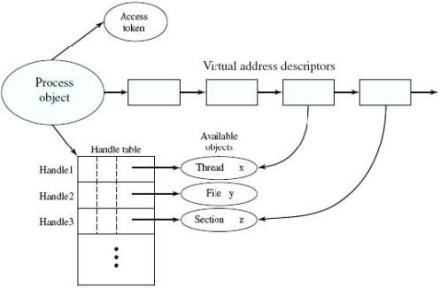 Access
token
Process
object
Virtual address descriptors
Available
objects
Handle table
Handle1
Thread x
Handle2
File y
Handle3
Section z